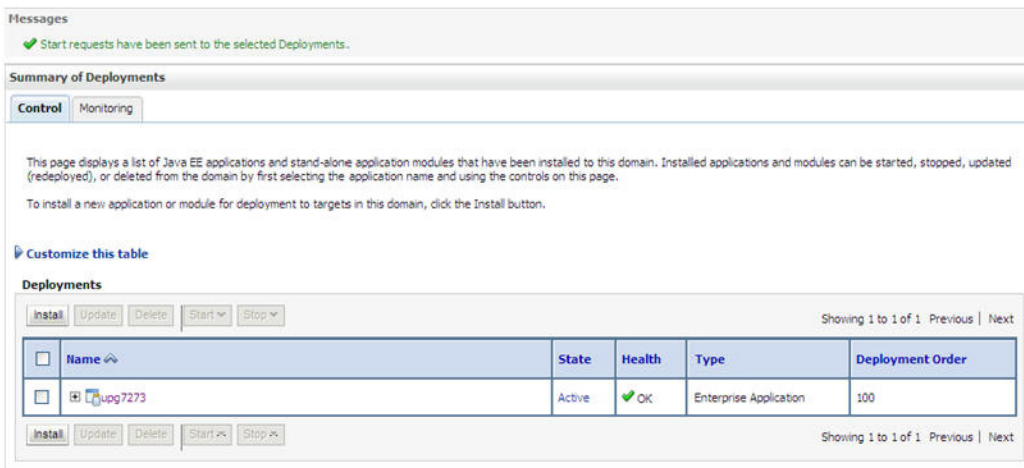 Messages
Start requests have been sent to the selected Deployments..
Summary of Deployments
Control Monitoring
This page displays a list of Java EE applications and stand-alone application modules that have been installed to this domain. Installed applications and modules can be started, stopped, updated
(redeployed), or deleted from the domain by first selecting the application name and using the controls on this page.
To install a new application or module for deployment to targets in this domain, click the Install button.
Customize this table
Deployments
Install Update Delete Start Stop Showing 1 to 1 of 1 Previous | Next
Name State Health Type Deployment Order
upg7273 Active OK Enterprise Application 100
Install Update Delete Start Stop Showing 1 to 1 of 1 Previous | Next